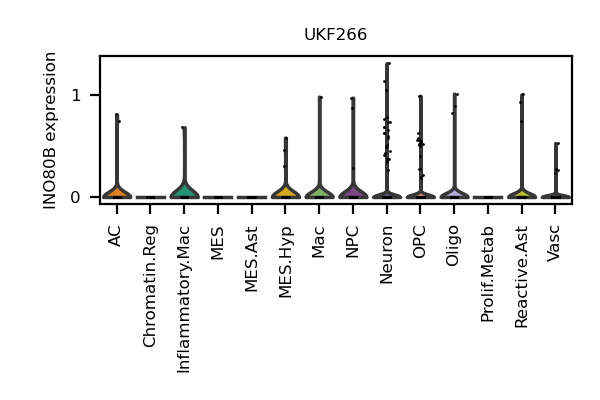 UKF266
INO80B expression
1
0
AC
Chromatin.Reg
Inflammatory.Mac
MES
MES.Ast
MES.Hyp
Mac
NPC
Neuron
OPC
Oligo
Prolif.Metab
Reactive.Ast
Vasc